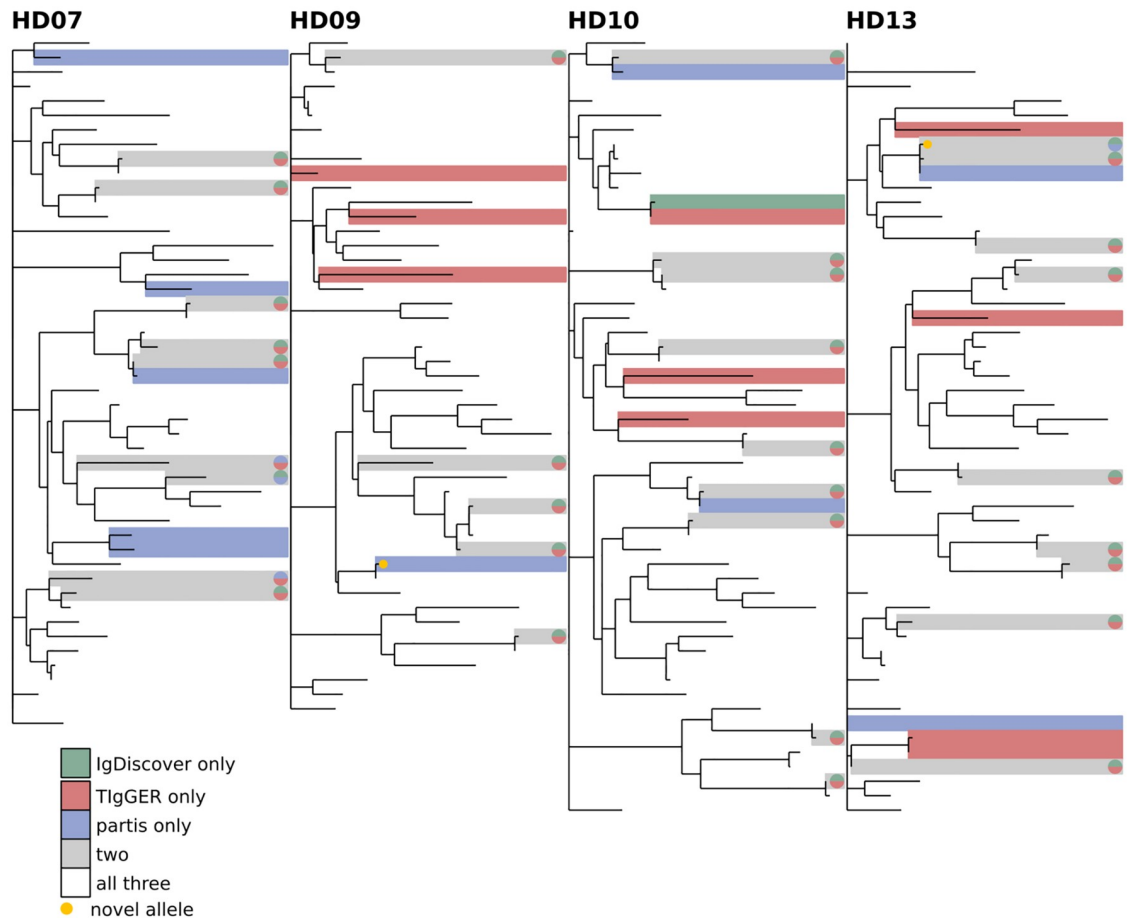 HD07 HD09 HD10 HD13
IgDiscover only
TIgGER only
partis only
two
all three
novel allele